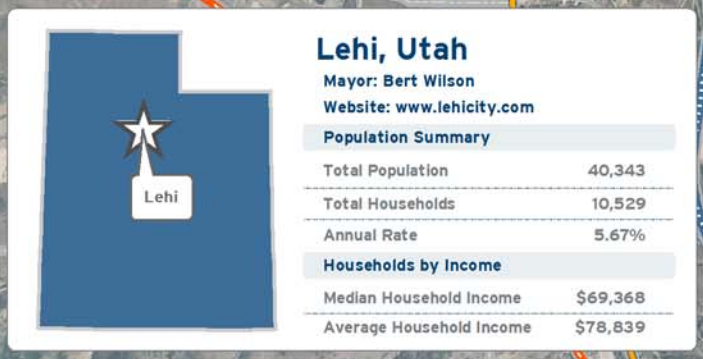 Lehi, Utah
Mayor: Bert Wilson
Website: www.lehicity.com
Population Summary
Total Population 40,343
Total Households 10,529
Annual Rate 5.67%
Households by Income
Median Household Income $69,368
Average Household Income $78,839
Lehi